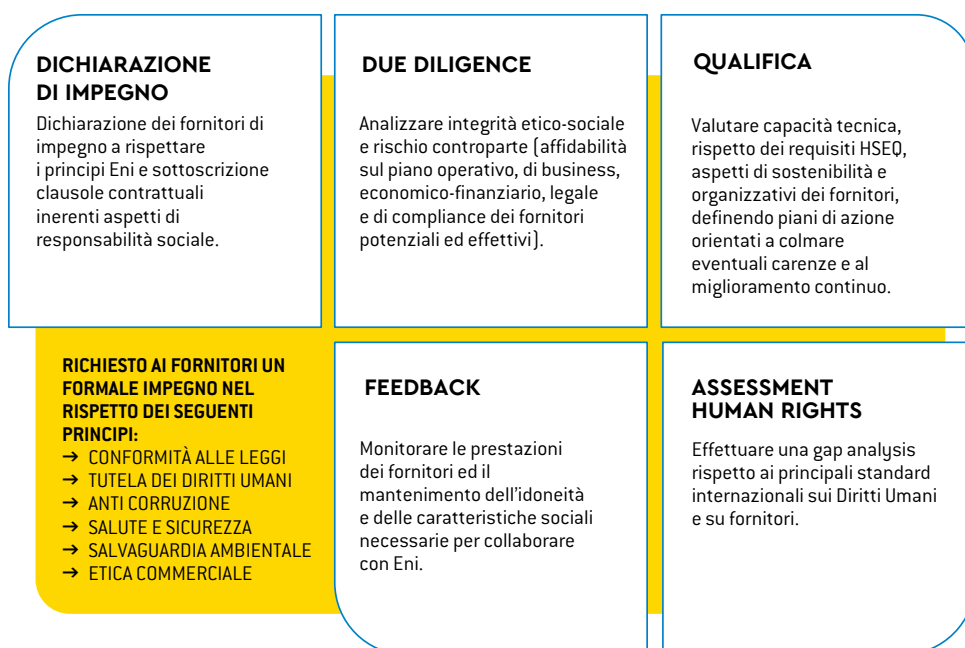 DICHIARAZIONE
DI IMPEGNO
Dichiarazione dei fornitori di
impegno a rispettare
i principi Eni e sottoscrizione
clausole contrattuali
inerenti aspetti di
responsabilità sociale.
DUE DILIGENCE
Analizzare integrità etico-sociale
e rischio controparte (affidabilità
sul piano operativo, di business,
economico-finanziario, legale
e di compliance dei fornitori
potenziali ed effettivi).
QUALIFICA
Valutare capacità tecnica,
rispetto dei requisiti HSEQ,
aspetti di sostenibilità e
organizzativi dei fornitori,
definendo piani di azione
orientati a colmare
eventuali carenze e al
miglioramento continuo.
RICHIESTO AI FORNITORI UN
FORMALE IMPEGNO NEL
RISPETTO DEI SEGUENTI
PRINCIPI:
→ CONFORMITÀ ALLE LEGGI
→ TUTELA DEI DIRITTI UMANI
→ ANTI CORRUZIONE
→ SALUTE E SICUREZZA
→ SALVAGUARDIA AMBIENTALE
→ ETICA COMMERCIALE
FEEDBACK
Monitorare le prestazioni
dei fornitori ed il
mantenimento dell'idoneità
e delle caratteristiche sociali
necessarie per collaborare
con Eni.
ASSESSMENT
HUMAN RIGHTS
Effettuare una gap analysis
rispetto ai principali standard
internazionali sui Diritti Umani
e su fornitori.